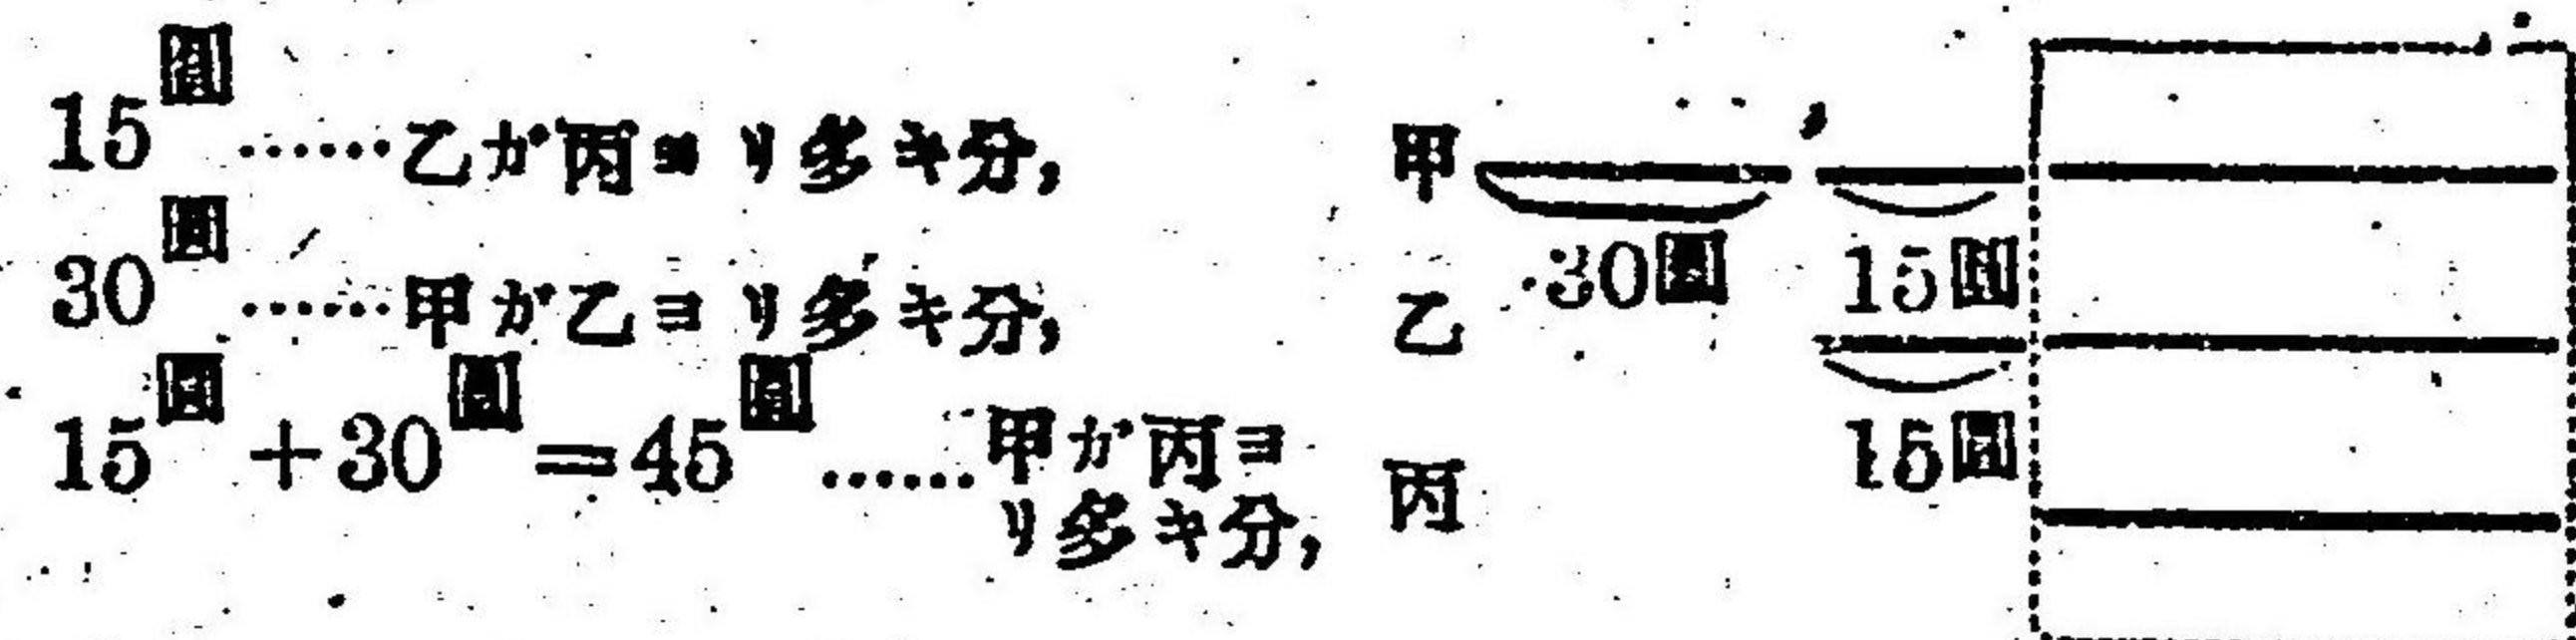 15圓……乙ガ丙ヨリ多キ分,
30圓……甲ガ乙ヨリ多キ分,
15圓+30圓=45圓……甲ガ丙ヨ
リ多キ分,
甲
30圓 15圓
乙
15圓
丙